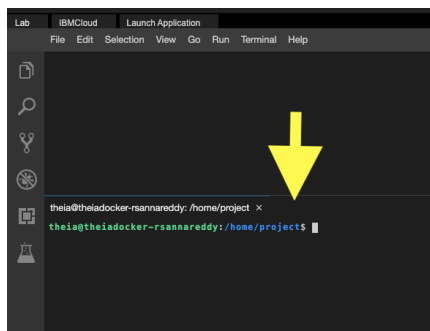 Lab IBMCloud Launch Application
File Edit Selection View Go Run Terminal Help
theia@theiadocker-rsannareddy: /home/project ×
theia@theiadocker-rsannareddy:/home/project$